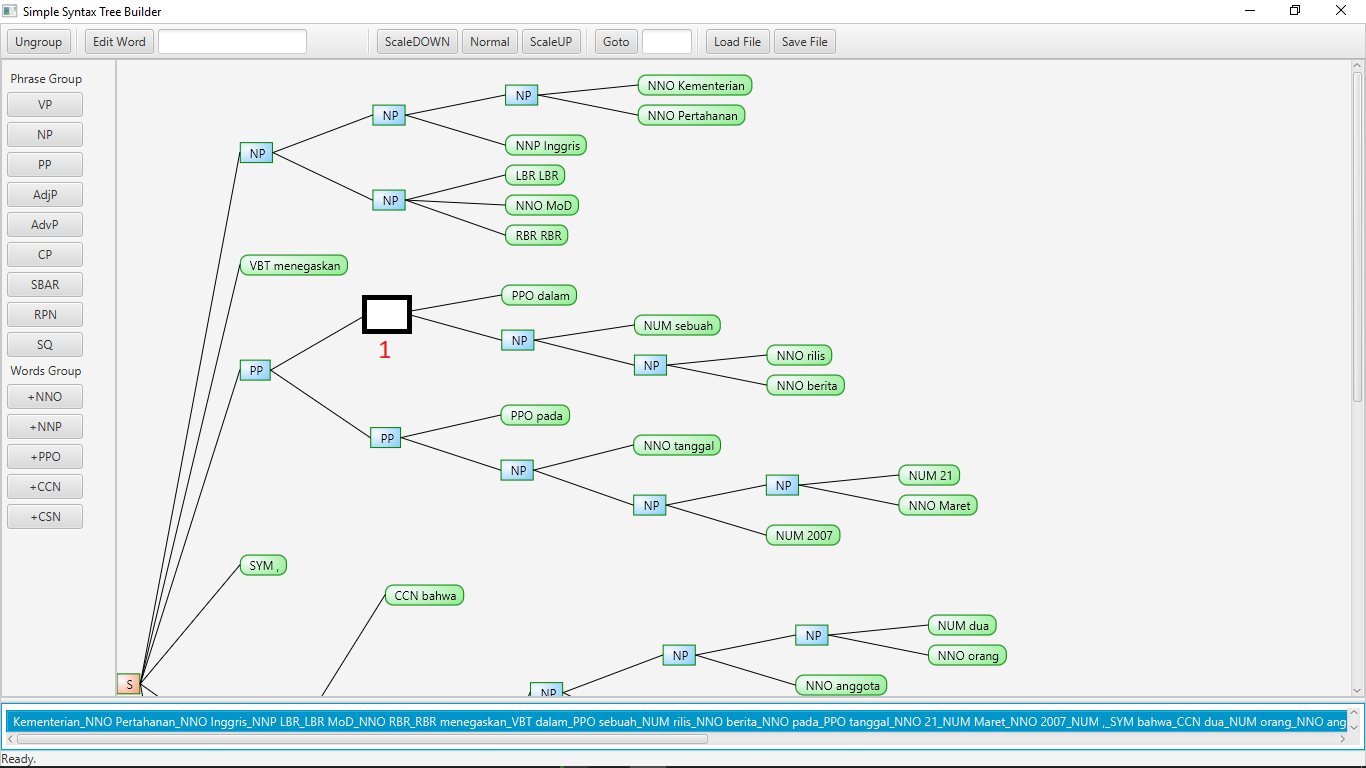 Simple Syntax Tree Builder
Ungroup Edit Word ScaleDOWN Normal ScaleUP Goto Load File Save File
Phrase Group
VP
NP
PP
AdjP
AdvP
CP
SBAR
RPN
SQ
Words Group
+NNO
+NNP
+PPO
+CCN
+CSN
NNO Kementerian
NP
NP
NNO Pertahanan
NP
NNP Inggris
LBR LBR
NP
NNO MoD
RBR RBR
VBT menegaskan
PPO dalam
NUM sebuah
NP
1
NNO rilis
NP
PP
NNO berita
PPO pada
PP
NNO tanggal
NP
NUM 21
NP
NP
NNO Maret
NUM 2007
SYM ,
CCN bahwa
NUM dua
NP
NP
NNO orang
S
NNO anggota
NP
Kementerian_NNO Pertahanan_NNO Inggris_NNP LBR_LBR MoD_NNO RBR_RBR menegaskan_VBT dalam_PPO sebuah_NUM rilis_NNO berita_NNO pada_PPO tanggal_NNO 21_NUM Maret_NNO 2007_NUM ,_SYM bahwa_CCN dua_NUM orang_NNO ang
Ready.